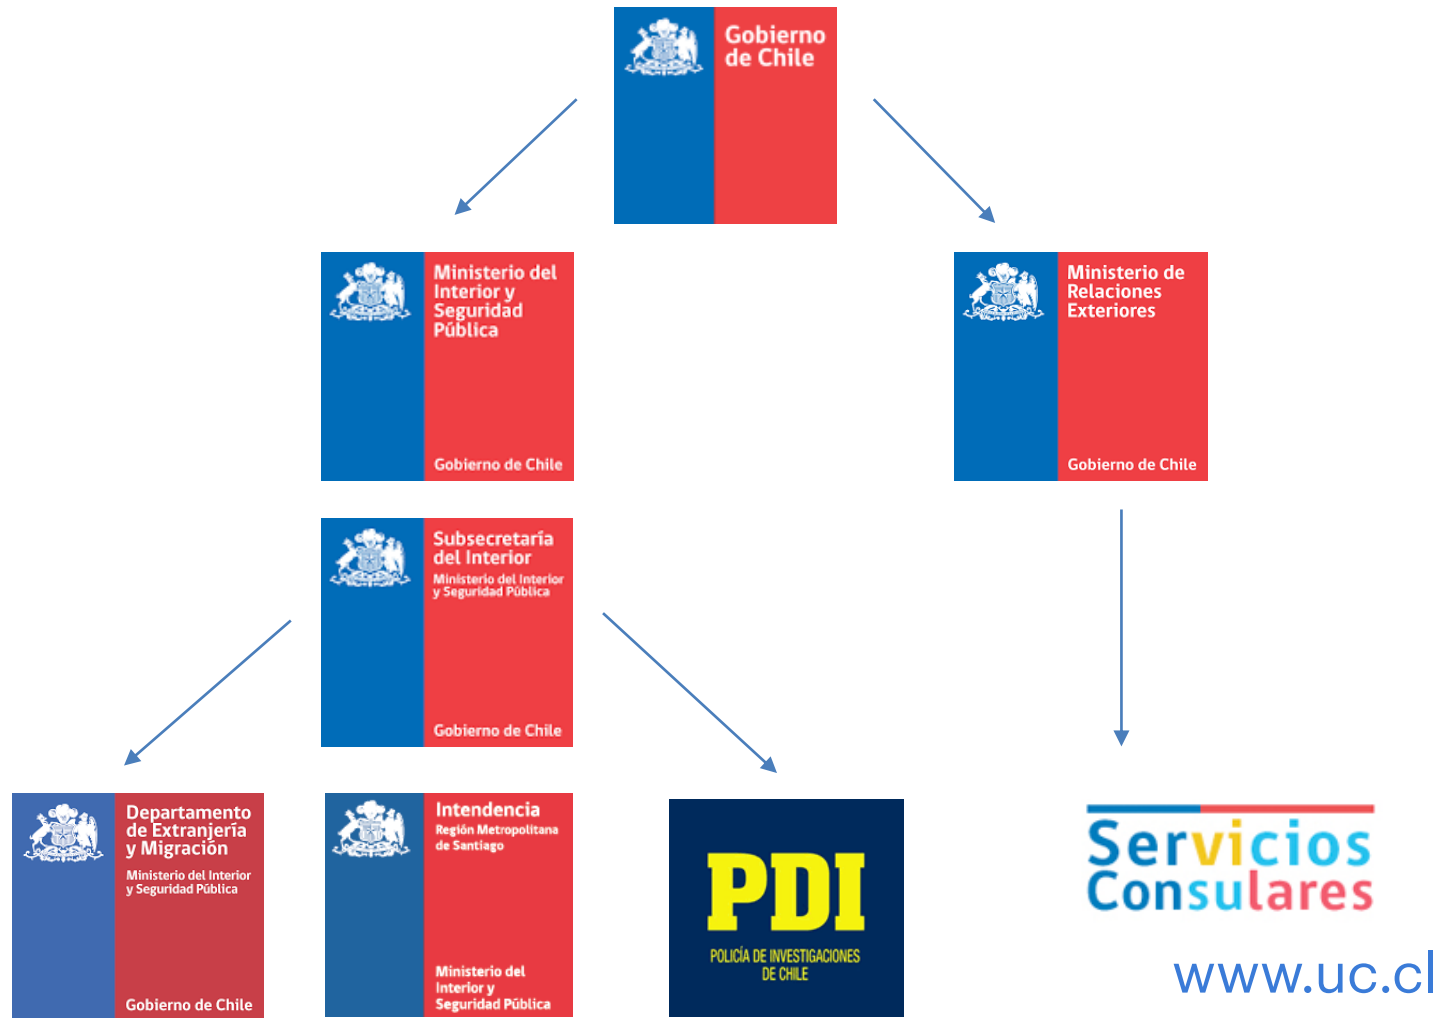 Gobierno
de Chile
Ministerio del
Interior y
Seguridad
Pública
Gobierno de Chile
Ministerio de
Relaciones
Exteriores
Gobierno de Chile
Subsecretaría
del Interior
Ministerio del Interior
y Seguridad Pública
Gobierno de Chile
Departamento
de Extranjería
y Migración
Ministerio del Interior
y Seguridad Pública
Gobierno de Chile
Intendencia
Región Metropolitana
de Santiago
Ministerio del
Interior y
Seguridad Pública
PDI
POLICÍA DE INVESTIGACIONES
DE CHILE
Servicios
Consulares
www.uc.cl